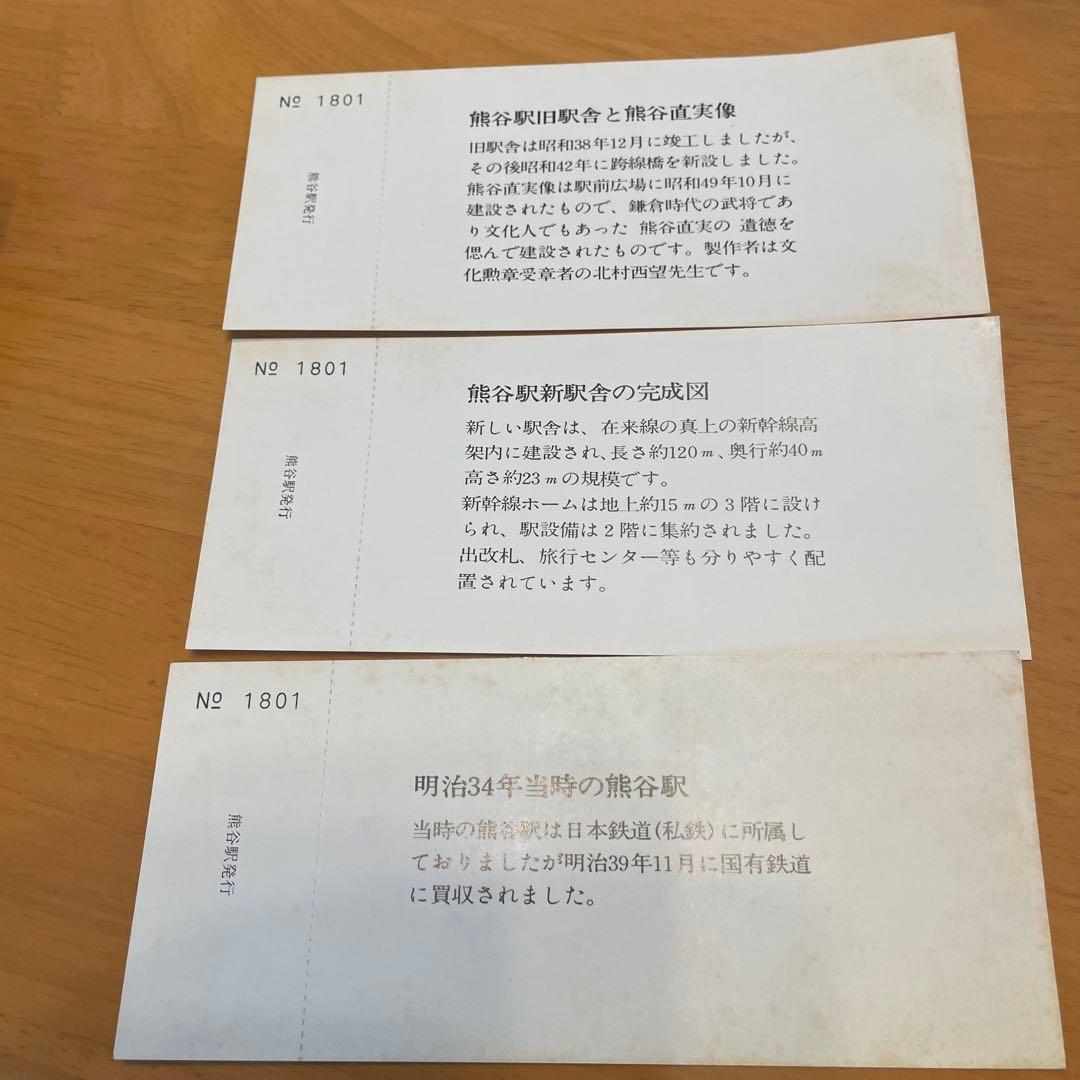 No 1801
熊谷駅発行
熊谷駅旧駅舎と熊谷直実像
旧駅舎は昭和38年12月に竣工しましたが、
その後昭和42年に跨線橋を新設しました。
熊谷直実像は駅前広場に昭和49年10月に
建設されたもので、鎌倉時代の武将であ
り文化人でもあった 熊谷直実の 遺徳を
偲んで建設されたものです。製作者は文
化勲章受章者の北村西望先生です。
No 1801
熊谷駅発行
熊谷駅新駅舎の完成図
新しい駅舎は、在来線の真上の新幹線高
架内に建設され、長さ約120m、奥行約40m
高さ約23mの規模です。
新幹線ホームは地上約15mの3階に設け
られ、駅設備は2階に集約されました。
出改札、旅行センター等も分りやすく配
置されています。
No 1801
熊谷駅発行
明治34年当時の熊谷駅
当時の熊谷駅は日本鉄道(私鉄)に所属し
ておりましたが明治39年11月に国有鉄道
に買収されました。